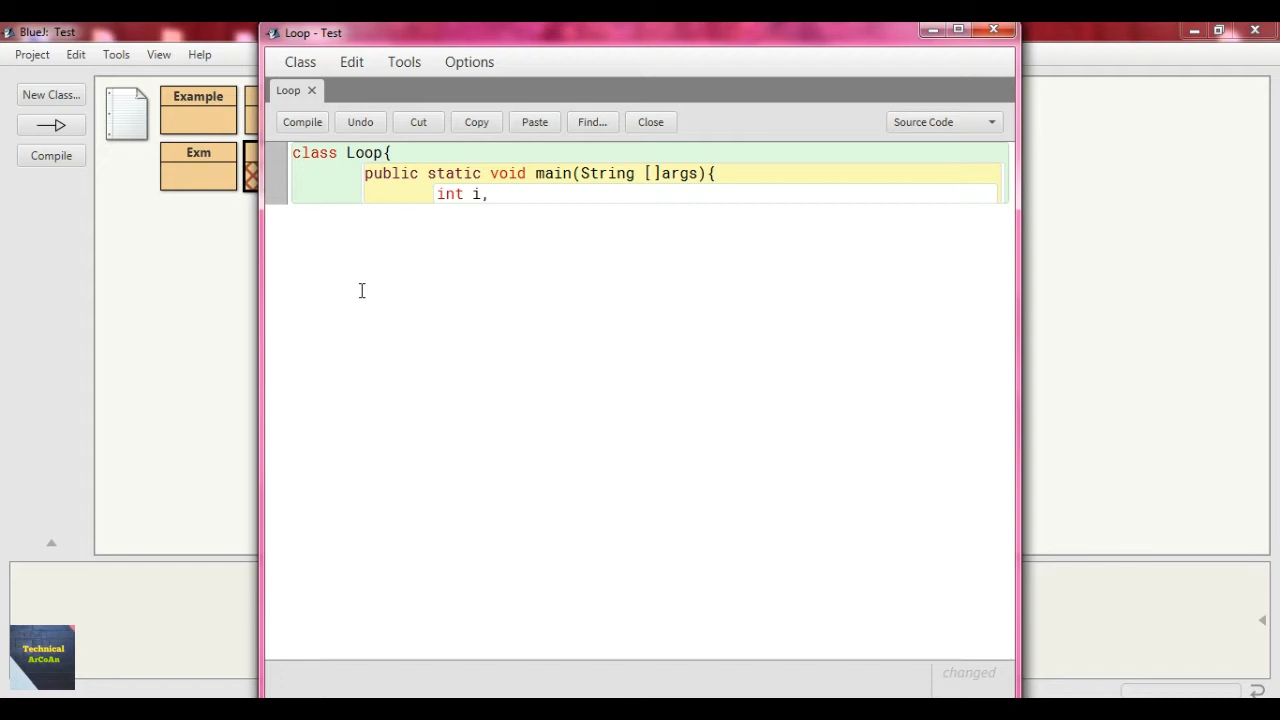 BlueJ: Test
Project Edit Tools View Help
New Class...
Compile
Example
Exm
Loop - Test
Class Edit Tools Options
Loop
Compile Undo Cut Copy Paste Find... Close Source Code
class Loop{
public static void main(String []args){
int i,
changed
Technical
ArCoAn